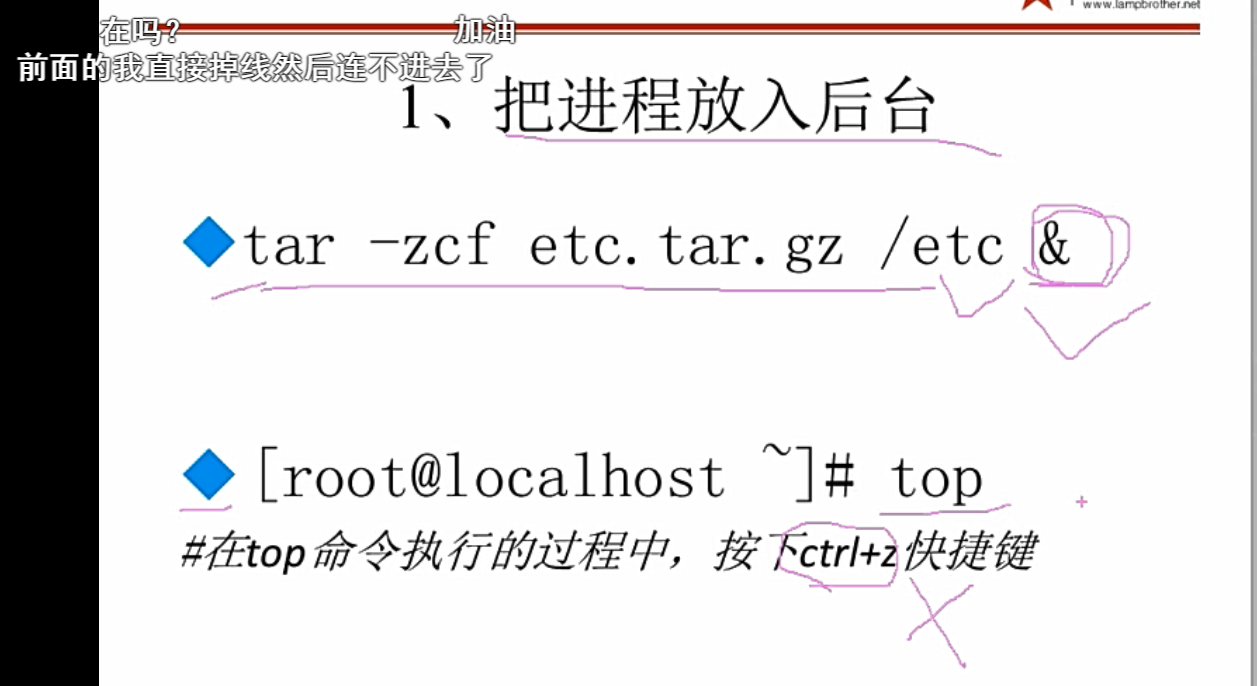 www.lampbrother.net
在吗?
加油
前面的我直接掉线然后连不进去了
1、把进程放入后台
tar -zcf etc.tar.gz /etc &
[root@localhost ~]# top
#在top命令执行的过程中，按下ctrl+z快捷键